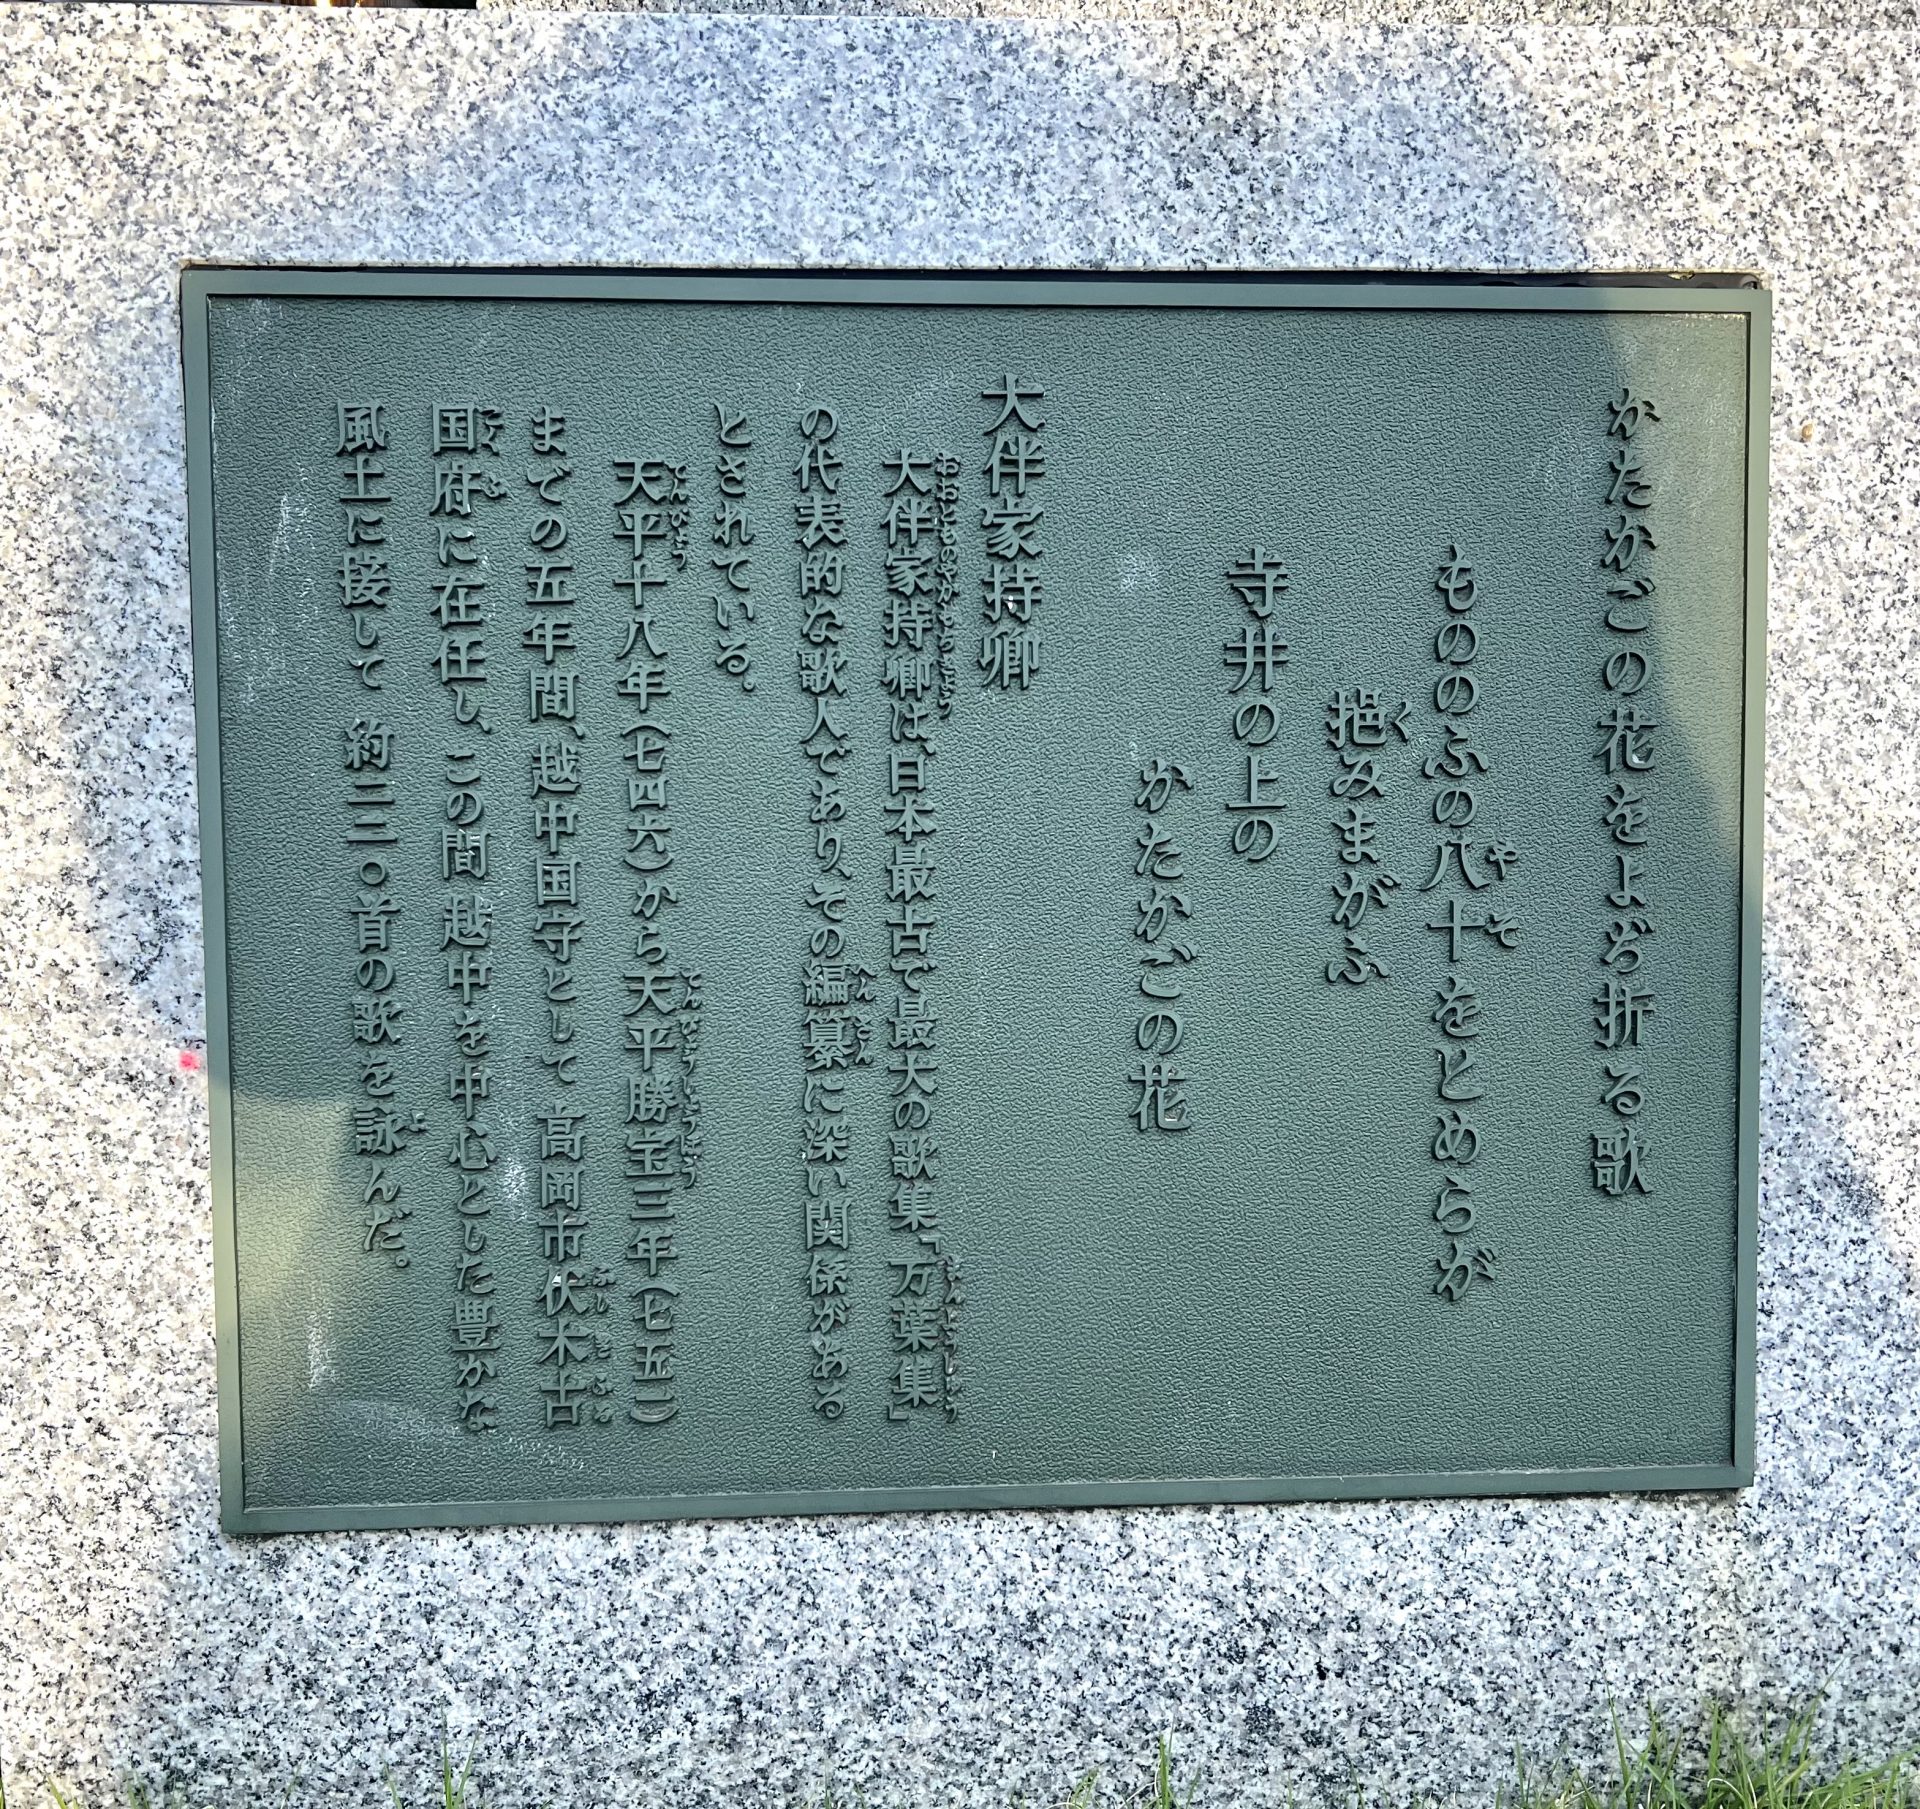 かたかごの花をよぢ折る歌
もののふの八十をとめらが
挹みまがふ
寺井の上の
かたかごの花
大伴家持卿
大伴家持卿は、日本最古で最大の歌集、「万葉集」
の代表的な歌人であり、その編纂に深い関係がある
とされている。
天平十八年(七四六)から天平勝宝三年(七五一)
までの五年間、越中国守として 高岡市伏木古
国府に在任し、この間 越中を中心とした豊かな
風土に接して 約二二〇首の歌を詠んだ。